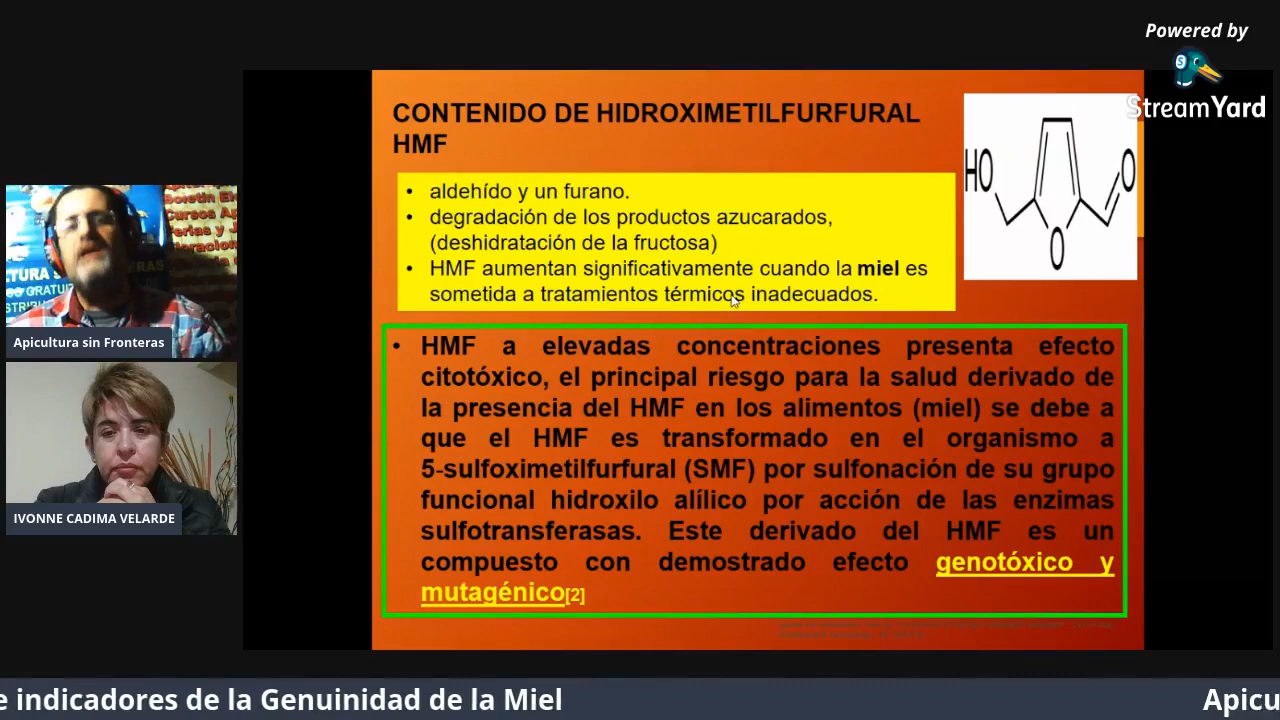 Powered by
StreamYard
CONTENIDO DE HIDROXIMETILFURFURAL
HMF
• aldehído y un furano.
• degradación de los productos azucarados,
(deshidratación de la fructosa)
• HMF aumentan significativamente cuando la miel es
sometida a tratamientos térmicos inadecuados.
HO
O
O
• HMF a elevadas concentraciones presenta efecto
citotóxico, el principal riesgo para la salud derivado de
la presencia del HMF en los alimentos (miel) se debe a
que el HMF es transformado en el organismo a
5-sulfoximetilfurfural (SMF) por sulfonación de su grupo
funcional hidroxilo alílico por acción de las enzimas
sulfotransferasas. Este derivado del HMF es un
compuesto con demostrado efecto genotóxico y
mutagénico[2]
Apicultura sin Fronteras
IVONNE CADIMA VELARDE
e indicadores de la Genuinidad de la Miel
Apicu